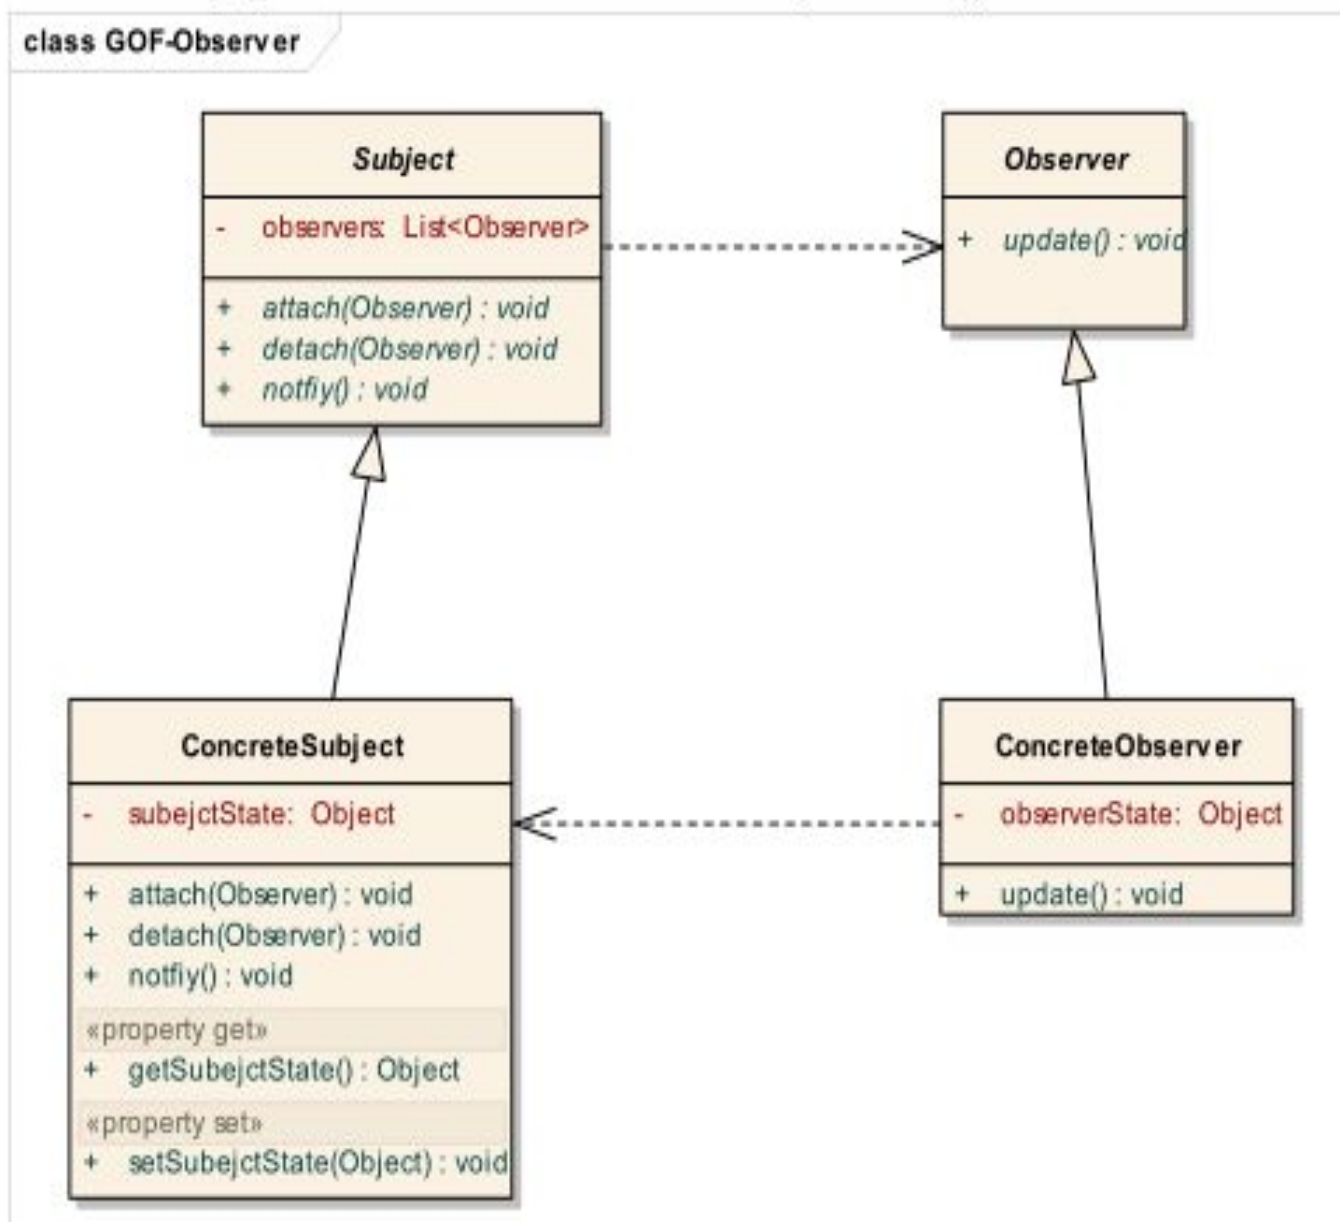 class GOF-Observer
Subject
- observers: List<Observer>
+ attach(Observer) : void
+ detach(Observer) : void
+ notfiy() : void
Observer
+ update() : void
ConcreteSubject
- subejctState: Object
+ attach(Observer) : void
+ detach(Observer) : void
+ notfiy() : void
«property get»
+ getSubejctState() : Object
«property set»
+ setSubejctState(Object) : void
ConcreteObserver
- observerState: Object
+ update() : void